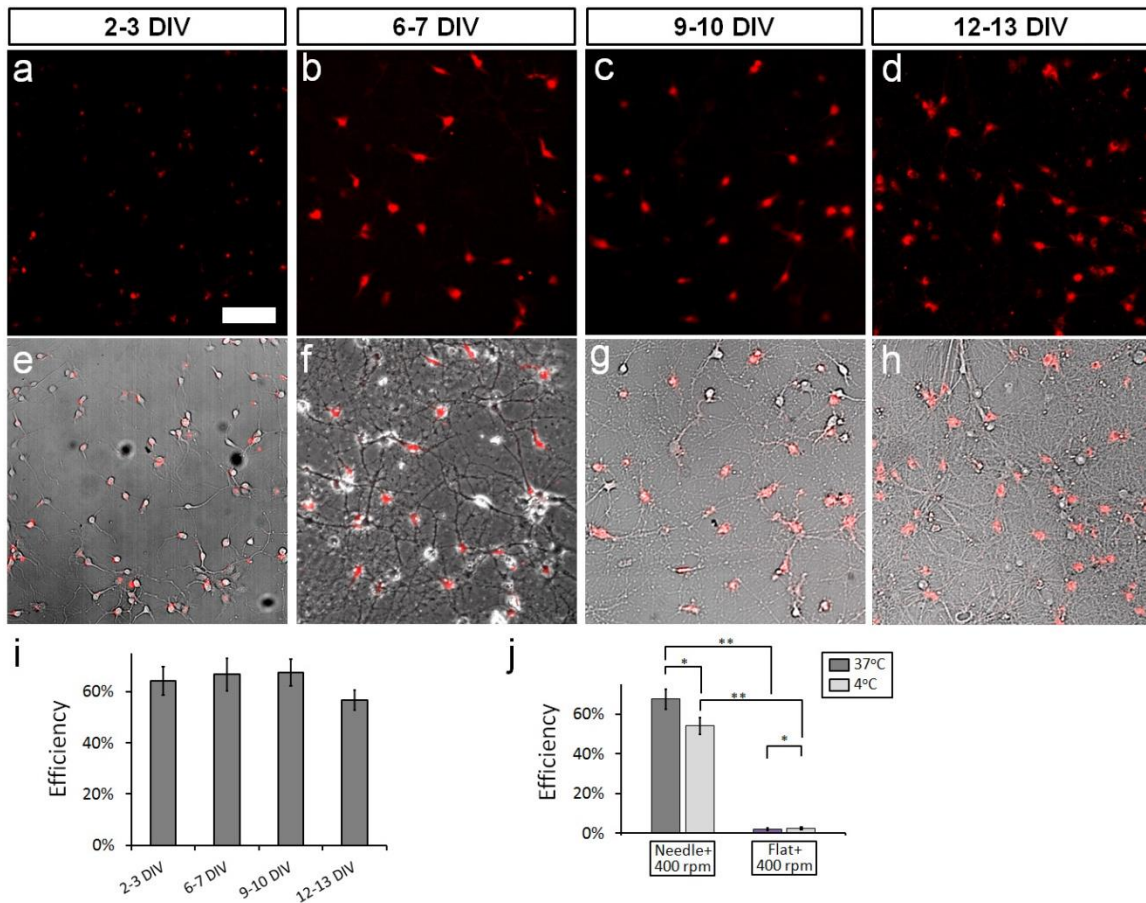 2-3 DIV
6-7 DIV
9-10 DIV
12-13 DIV
a
b
c
d
e
f
g
h
i
Efficiency
60%
40%
20%
0%
2-3 DIV
6-7 DIV
9-10 DIV
12-13 DIV
j
Efficiency
60%
40%
20%
0%
**
*
**
*
37°C
4°C
Needle+
400 rpm
Flat+
400 rpm